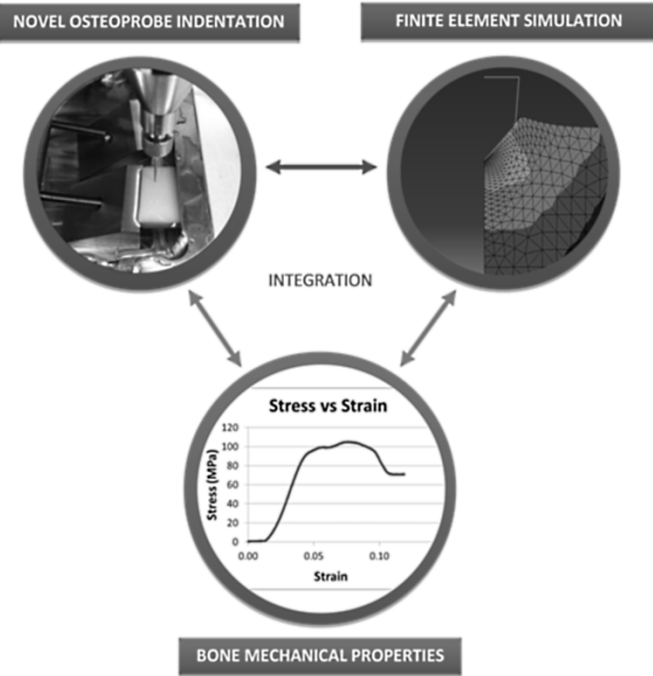 NOVEL OSTEOPROBE INDENTATION
FINITE ELEMENT SIMULATION
INTEGRATION
Stress vs Strain
Stress (MPa)
120
100
80
60
40
20
0
0.00 0.05 0.10
Strain
BONE MECHANICAL PROPERTIES